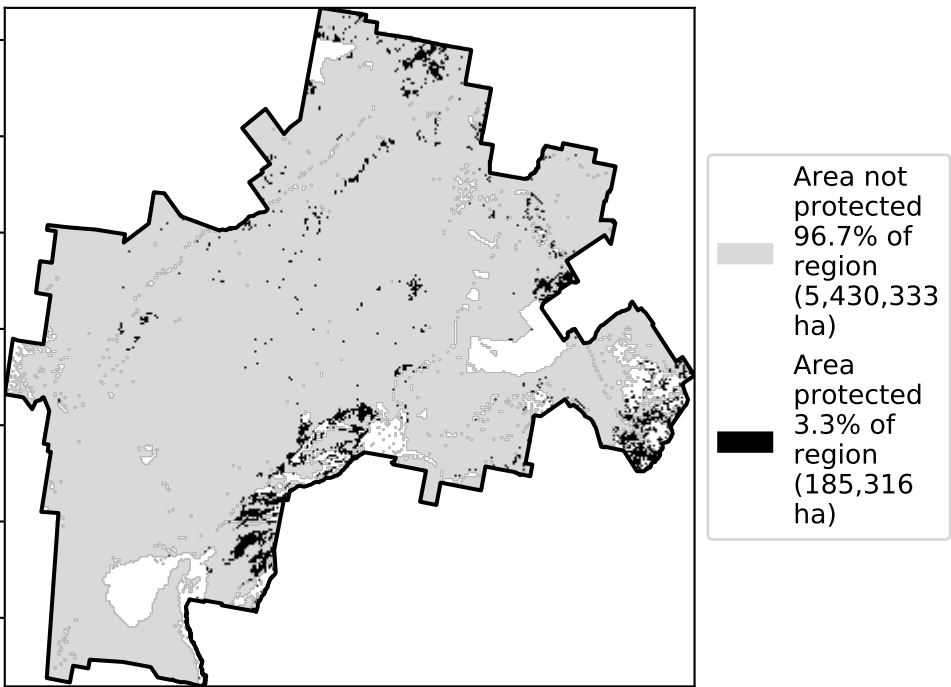 Area not
protected
96.7% of
region
(5,430,333
ha)
Area
protected
3.3% of
region
(185,316
ha)